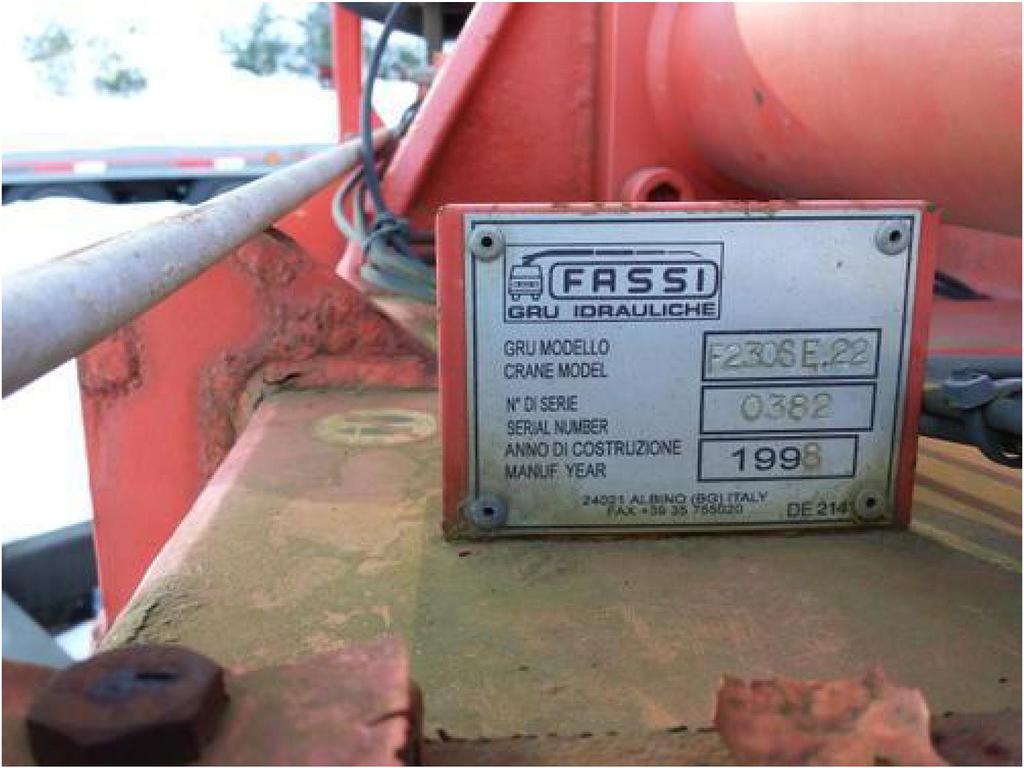 FASSI
GRU IDRAULICHE
GRU MODELLO
CRANE MODEL
F230SE.22
N° DI SERIE
SERIAL NUMBER
0382
ANNO DI COSTRUZIONE
MANUF. YEAR
1998
24021 ALBINO (BG) ITALY
FAX +39 35 755020
DE 2141